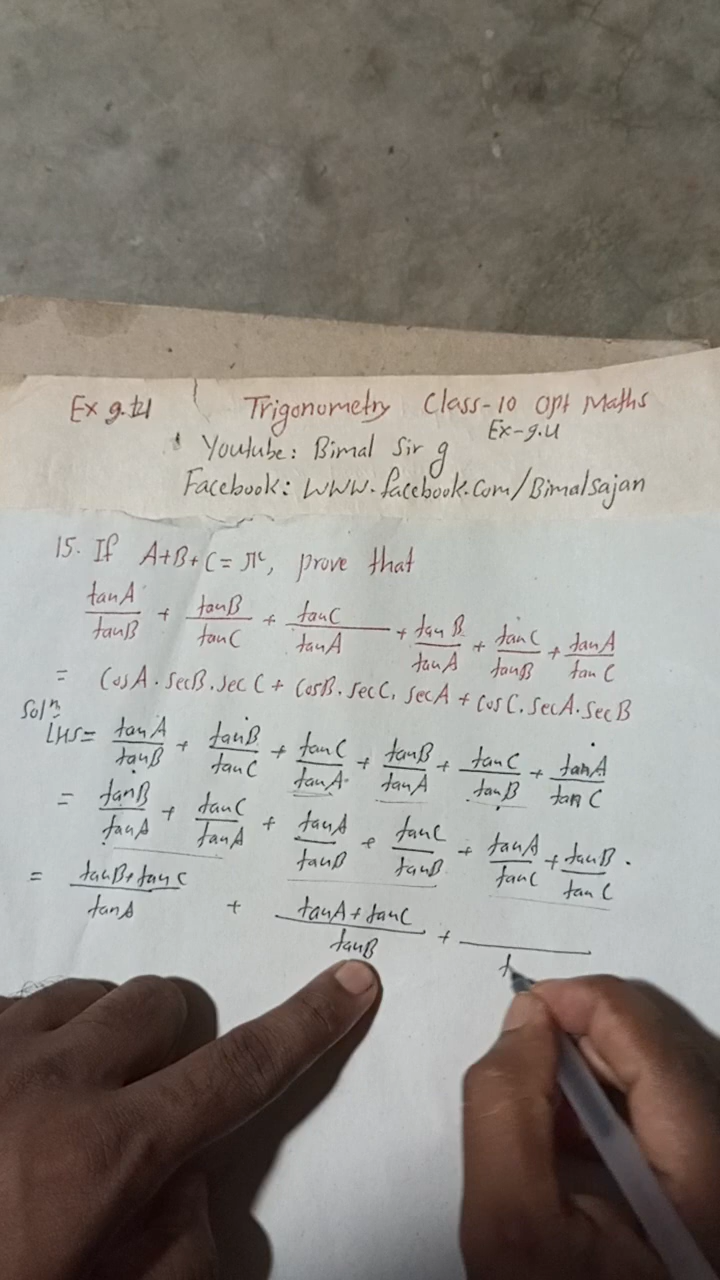 Ex 9.4 Trigonometry Class-10 Opt Maths
Ex-9.4
Youtube: Bimal Sir g
Facebook: www.facebook.com/Bimalsajan
15. If A+B+C = πᶜ, prove that
tanA/tanB + tanB/tanC + tanC/tanA + tanB/tanA + tanC/tanB + tanA/tanC
= CosA. secB. sec C + CosB. secC. secA + CosC. secA. secB
Solⁿ
LHS = tanA/tanB + tanB/tanC + tanC/tanA + tanB/tanA + tanC/tanB + tanA/tanC
= tanB/tanA + tanC/tanA + tanA/tanB + tanC/tanB + tanA/tanC + tanB/tanC .
= tanB+tanC/tanA + tanA+tanC/tanB + t